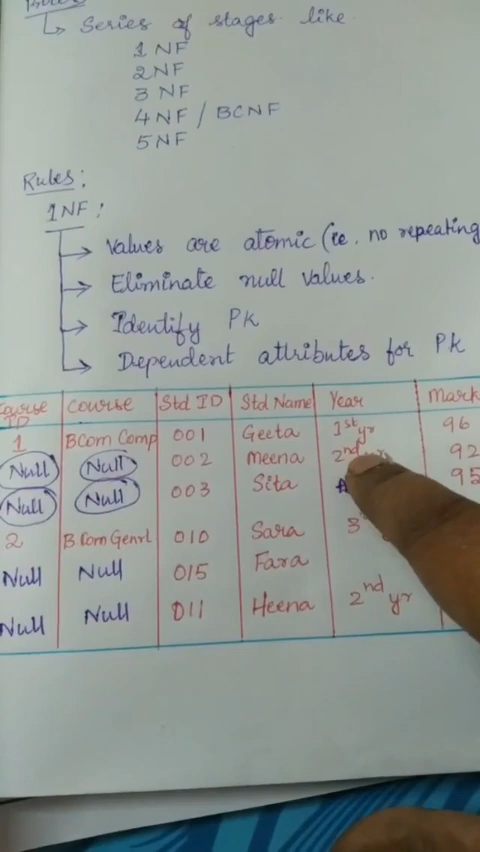 Series of stages like
1 NF
2 NF
3 NF
4 NF / BCNF
5 NF
Rules:
1NF:
Values are atomic (ie, no repeating
Eliminate null values.
Identify PK
Dependent attributes for PK
Course ID Course Std ID Std Name Year Mark
1 BCom Comp 001 Geeta 1st yr 96
Null Null 002 Meena 2nd yr 92
Null Null 003 Sita 95
2 B Com Genrl 010 Sara 3
Null Null 015 Fara
Null Null 011 Heena 2nd yr